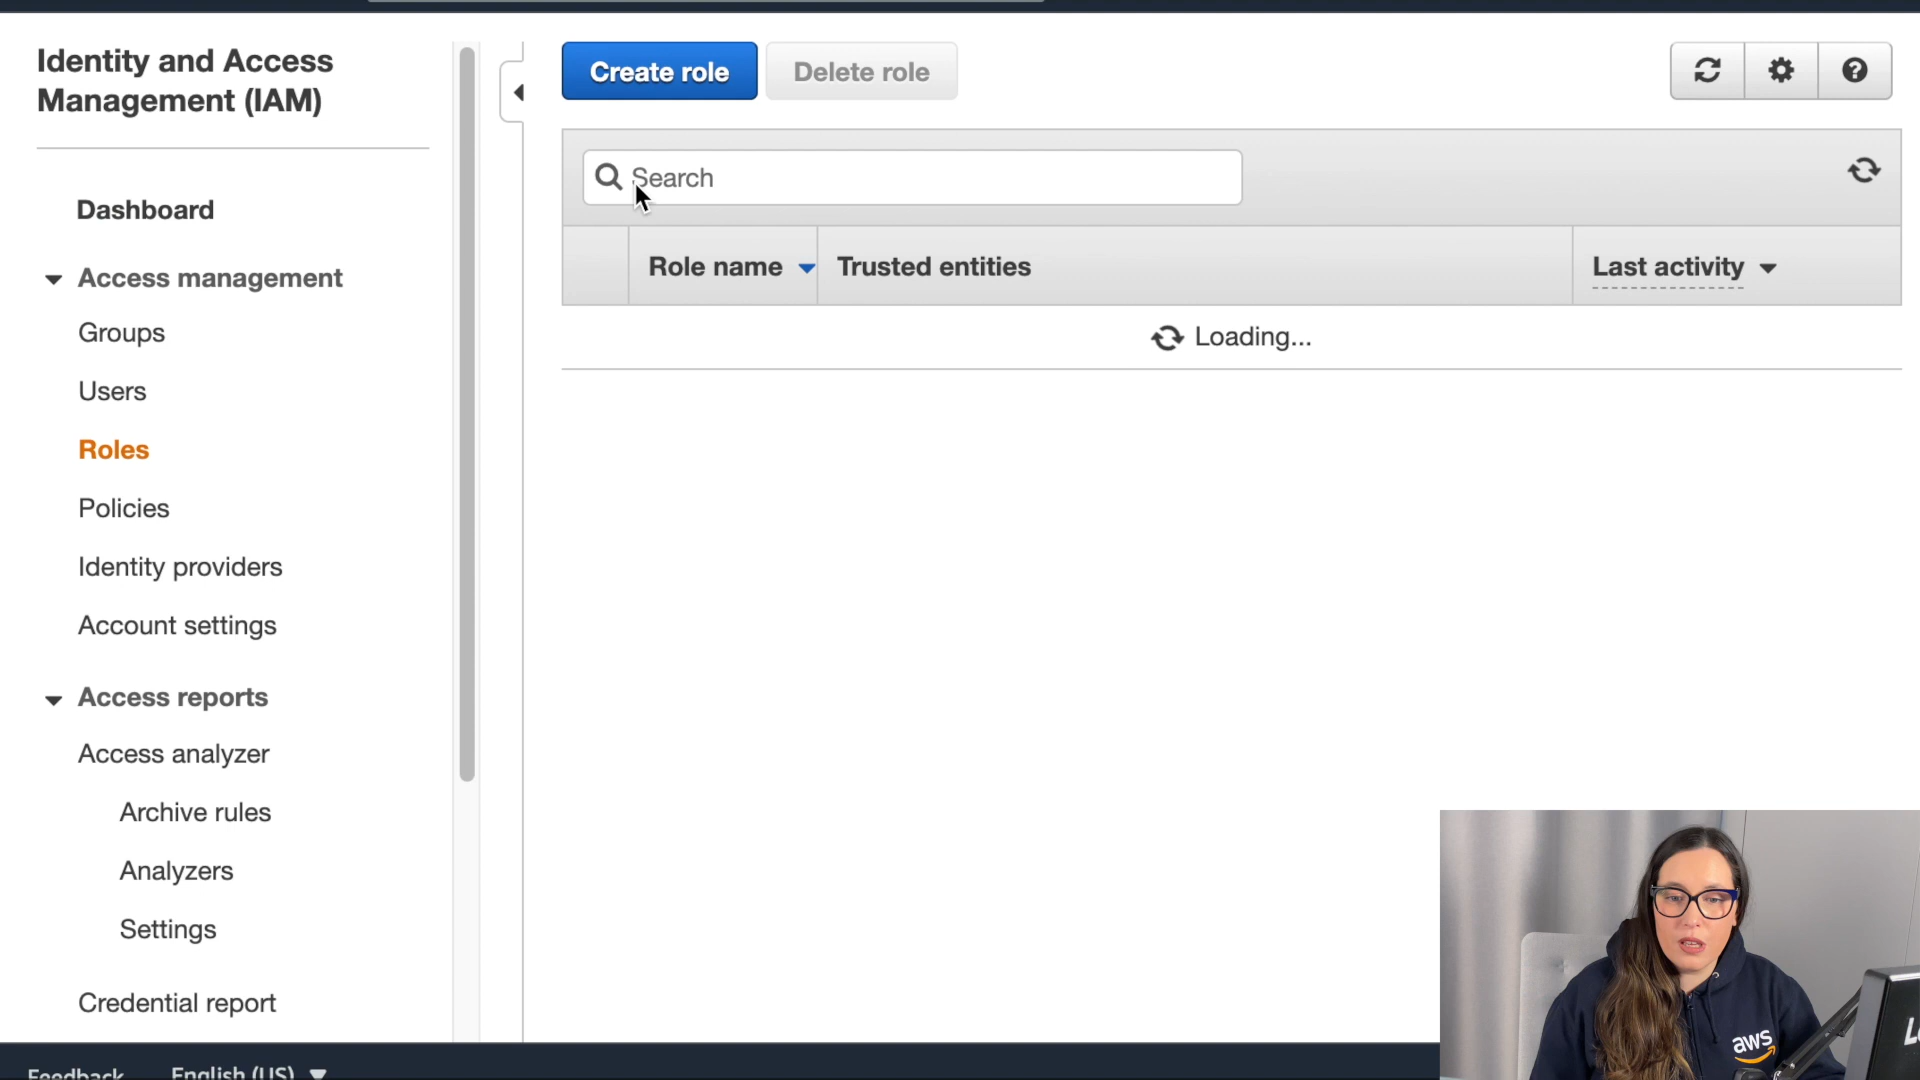 Identity and Access
Management (IAM)
Create role
Delete role
Search
Dashboard
Role name
Trusted entities
Last activity
Access management
Loading...
Groups
Users
Roles
Policies
Identity providers
Account settings
Access reports
Access analyzer
Archive rules
Analyzers
Settings
Credential report
aws
Feedback
English (US)